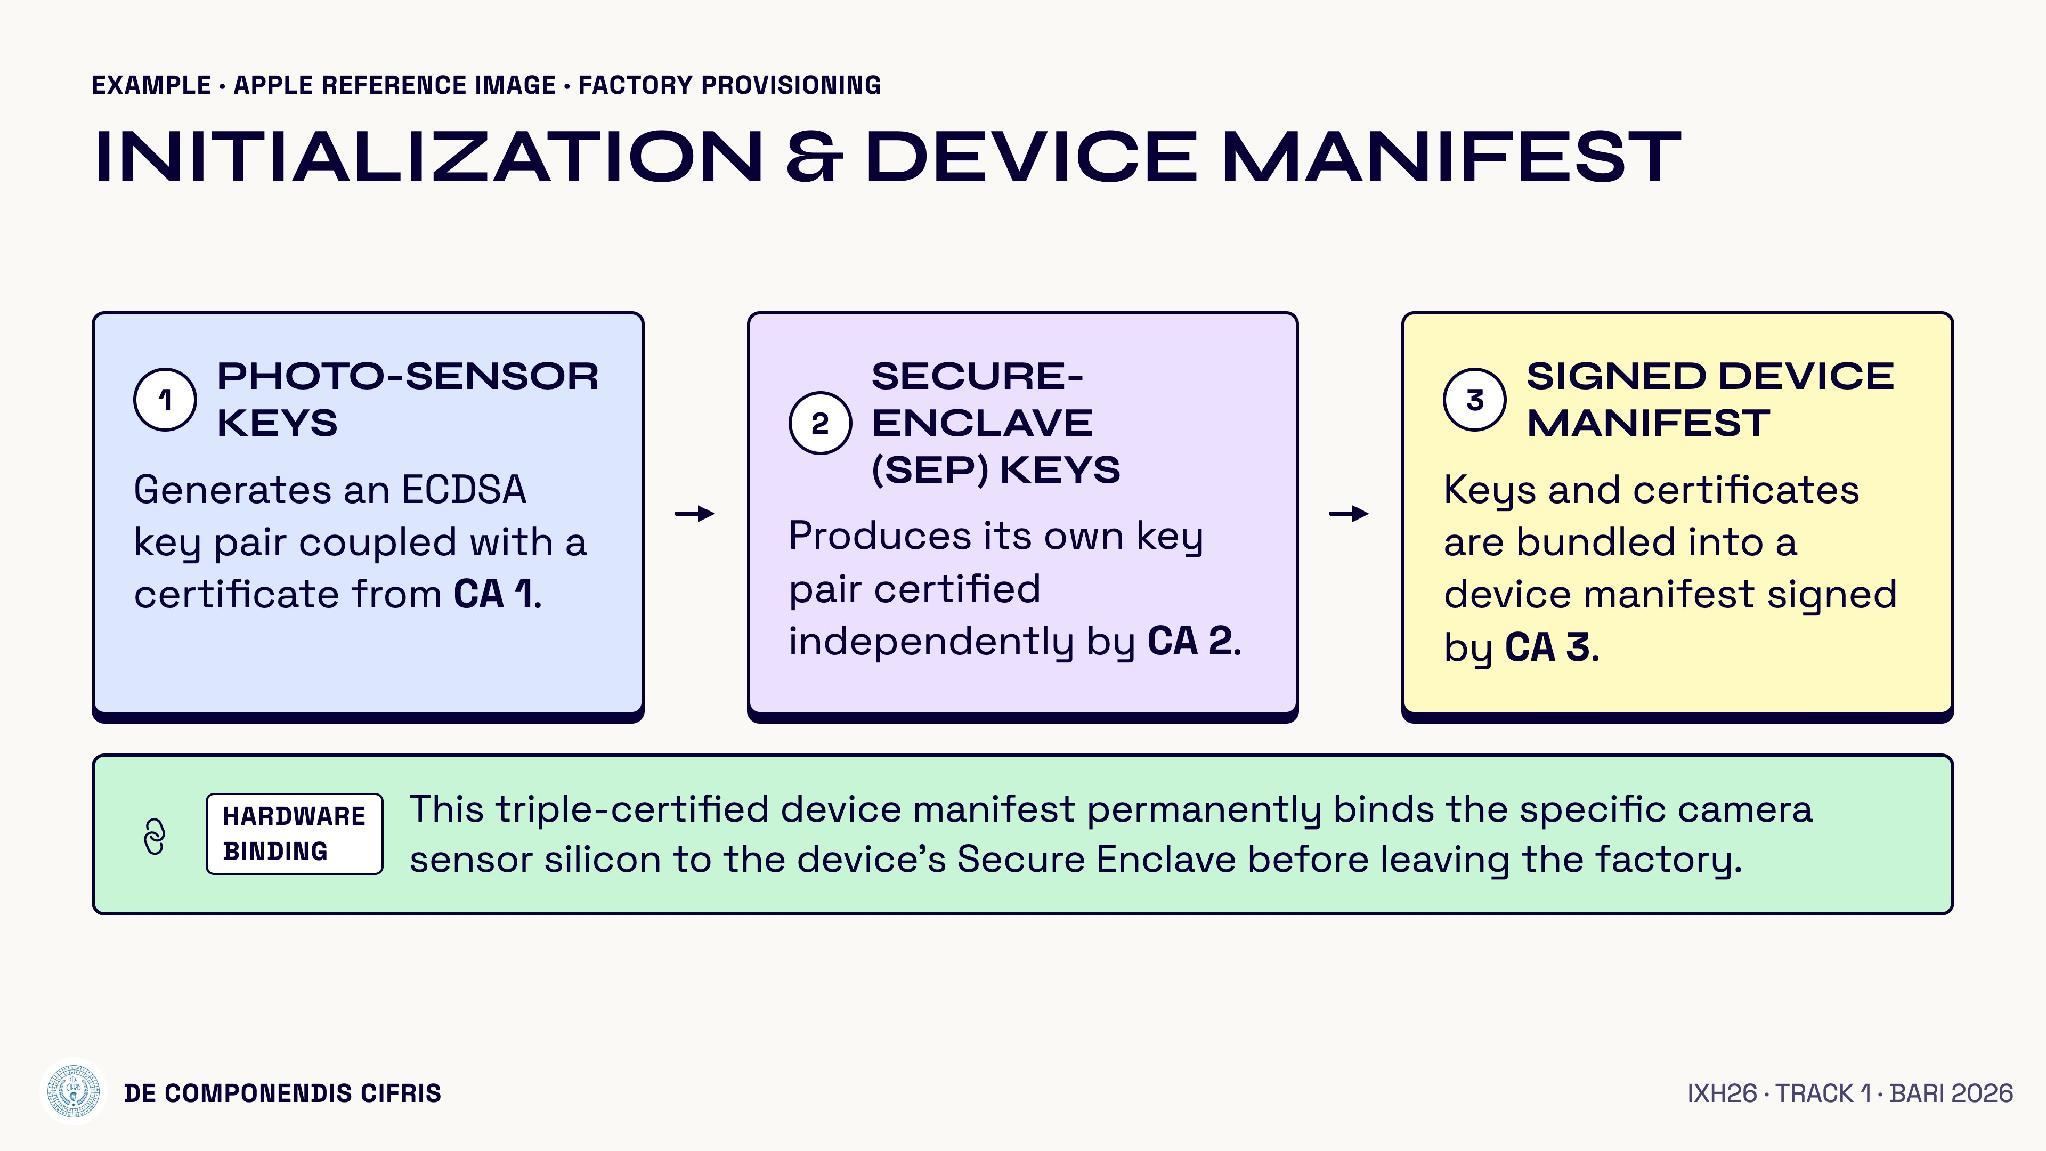 EXAMPLE · APPLE REFERENCE IMAGE · FACTORY PROVISIONING
INITIALIZATION & DEVICE MANIFEST
1
PHOTO-SENSOR
KEYS
Generates an ECDSA
key pair coupled with a
certificate from CA 1.
2
SECURE-
ENCLAVE
(SEP) KEYS
Produces its own key
pair certified
independently by CA 2.
3
SIGNED DEVICE
MANIFEST
Keys and certificates
are bundled into a
device manifest signed
by CA 3.
HARDWARE
BINDING
This triple-certified device manifest permanently binds the specific camera
sensor silicon to the device’s Secure Enclave before leaving the factory.
DE COMPONENDIS CIFRIS
IXH26 · TRACK 1 · BARI 2026